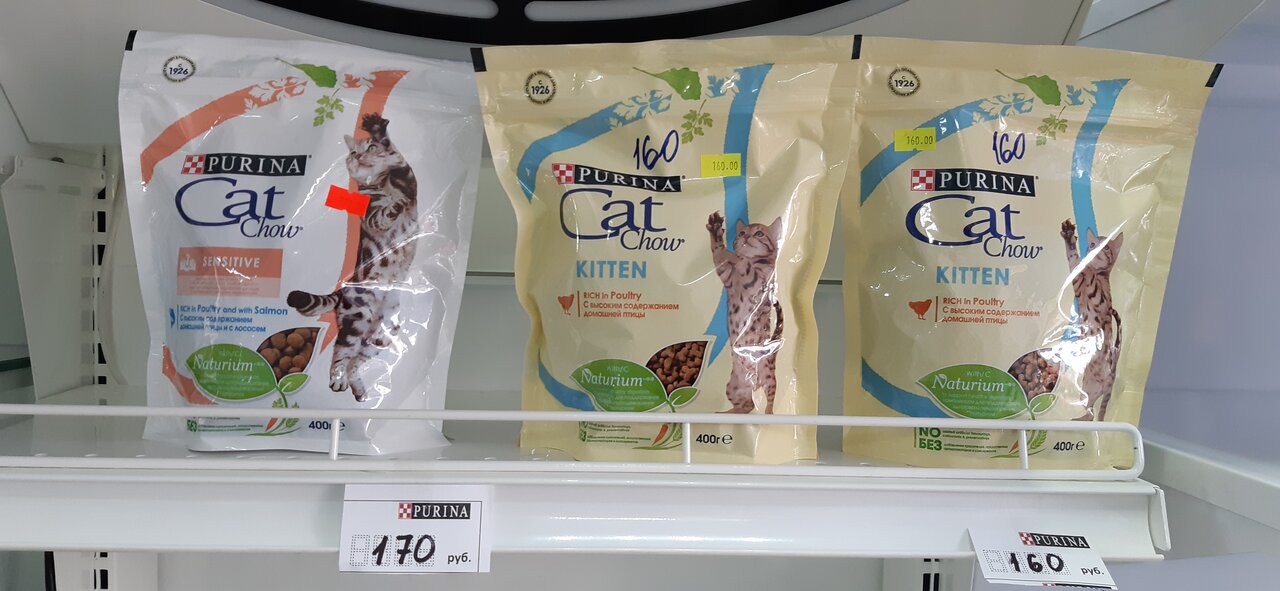 С
1926
PURINA
Cat
Chow
SENSITIVE
RICH in Poultry and with Salmon
С высоким содержанием
домашней птицы и с лососем
WITH/С
Naturium
400г e
С
1926
160
160.00
PURINA
Cat
Chow
KITTEN
RICH in Poultry
С высоким содержанием
домашней птицы
WITH/С
Naturium
400г e
С
1926
160.00
160
PURINA
Cat
Chow
KITTEN
RICH in Poultry
С высоким содержанием
домашней птицы
WITH/С
Naturium
NO
БЕЗ
400г e
PURINA
170 руб.
PURINA
160 руб.